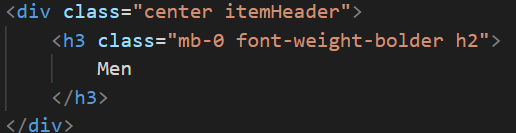 <div class="center itemHeader">
<h3 class="mb-0 font-weight-bolder h2">
Men
</h3>
</div>